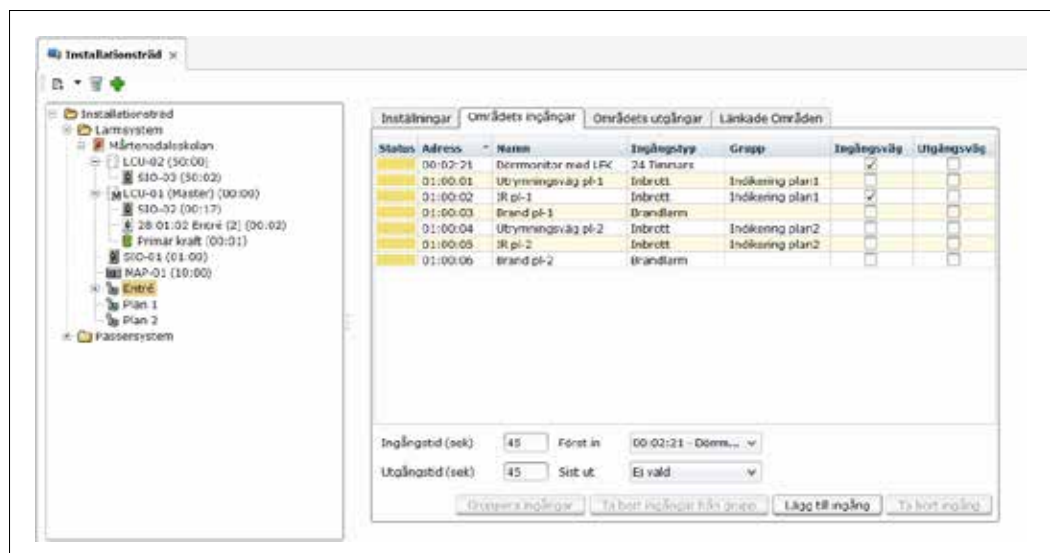 Installationsträd ×
Installationsträd
Larmsystem
Mårtensdalsskolan
LCU-02 (50:00)
SIO-03 (50:02)
LCU-01 (Master) (00:00)
SIO-02 (00:17)
28 01:02 Entré (2) (00:02)
Primär kraft (00:01)
SIO-01 (01:00)
MAP-01 (10:00)
Entré
Plan 1
Plan 2
Passersystem
Inställningar Områdets ingångar Områdets utgångar Länkade Områden
Status Adress Namn Ingångstyp Grupp Ingångsväg Utgångsväg
00:02:21 Dörrmonitor med LEK 24 Timmars
01:00:01 Utrymningsväg pl-1 Inbrott Indikering plan1
01:00:02 IR pl-1 Inbrott Indikering plan1
01:00:03 Brand pl-1 Brandlarm
01:00:04 Utrymningsväg pl-2 Inbrott Indikering plan2
01:00:05 IR pl-2 Inbrott Indikering plan2
01:00:06 Brand pl-2 Brandlarm
Ingångstid (sek) 45 Först in 00:02:21 - Dörrm...
Utgångstid (sek) 45 Sist ut Ej vald
Gruppera ingångar Ta bort ingångar från grupp Lägg till ingång Ta bort ingång